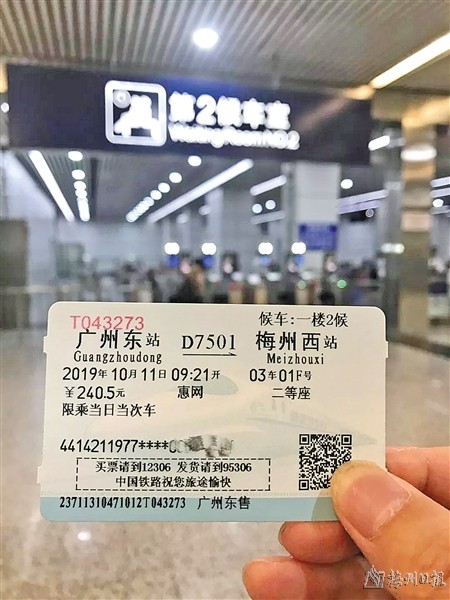 第2候车室
Waiting Room NO.2
T043273
候车:一楼2候
广州东站 D7501 梅州西站
Guangzhoudong Meizhouxi
2019年10月11日09:21开 03车01F号
¥240.5元 惠网 二等座
限乘当日当次车
4414211977****0
买票请到12306 发货请到95306
中国铁路祝您旅途愉快
23711310471012T043273 广州东售
梅州日报